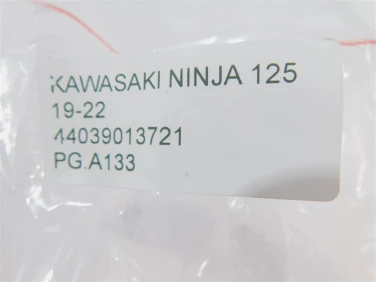 KAWASAKI NINJA 125
19-22
44039013721
PG.A133